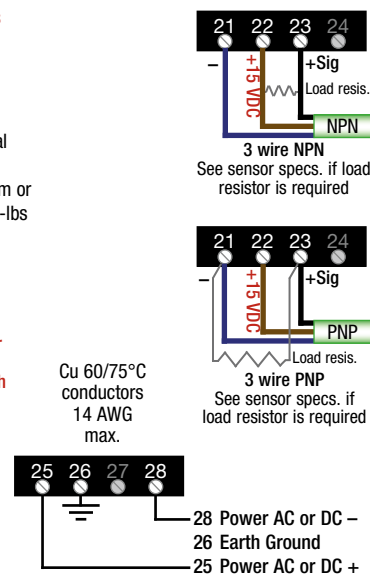 s
al
m or
-lbs
.
h
21 22 23 24
–
+15 VDC
+Sig
Load resis.
NPN
3 wire NPN
See sensor specs. if load
resistor is required
21 22 23 24
–
+15 VDC
+Sig
PNP
Load resis.
3 wire PNP
See sensor specs. if
load resistor is required
Cu 60/75°C
conductors
14 AWG
max.
25 26 27 28
28 Power AC or DC –
26 Earth Ground
25 Power AC or DC +